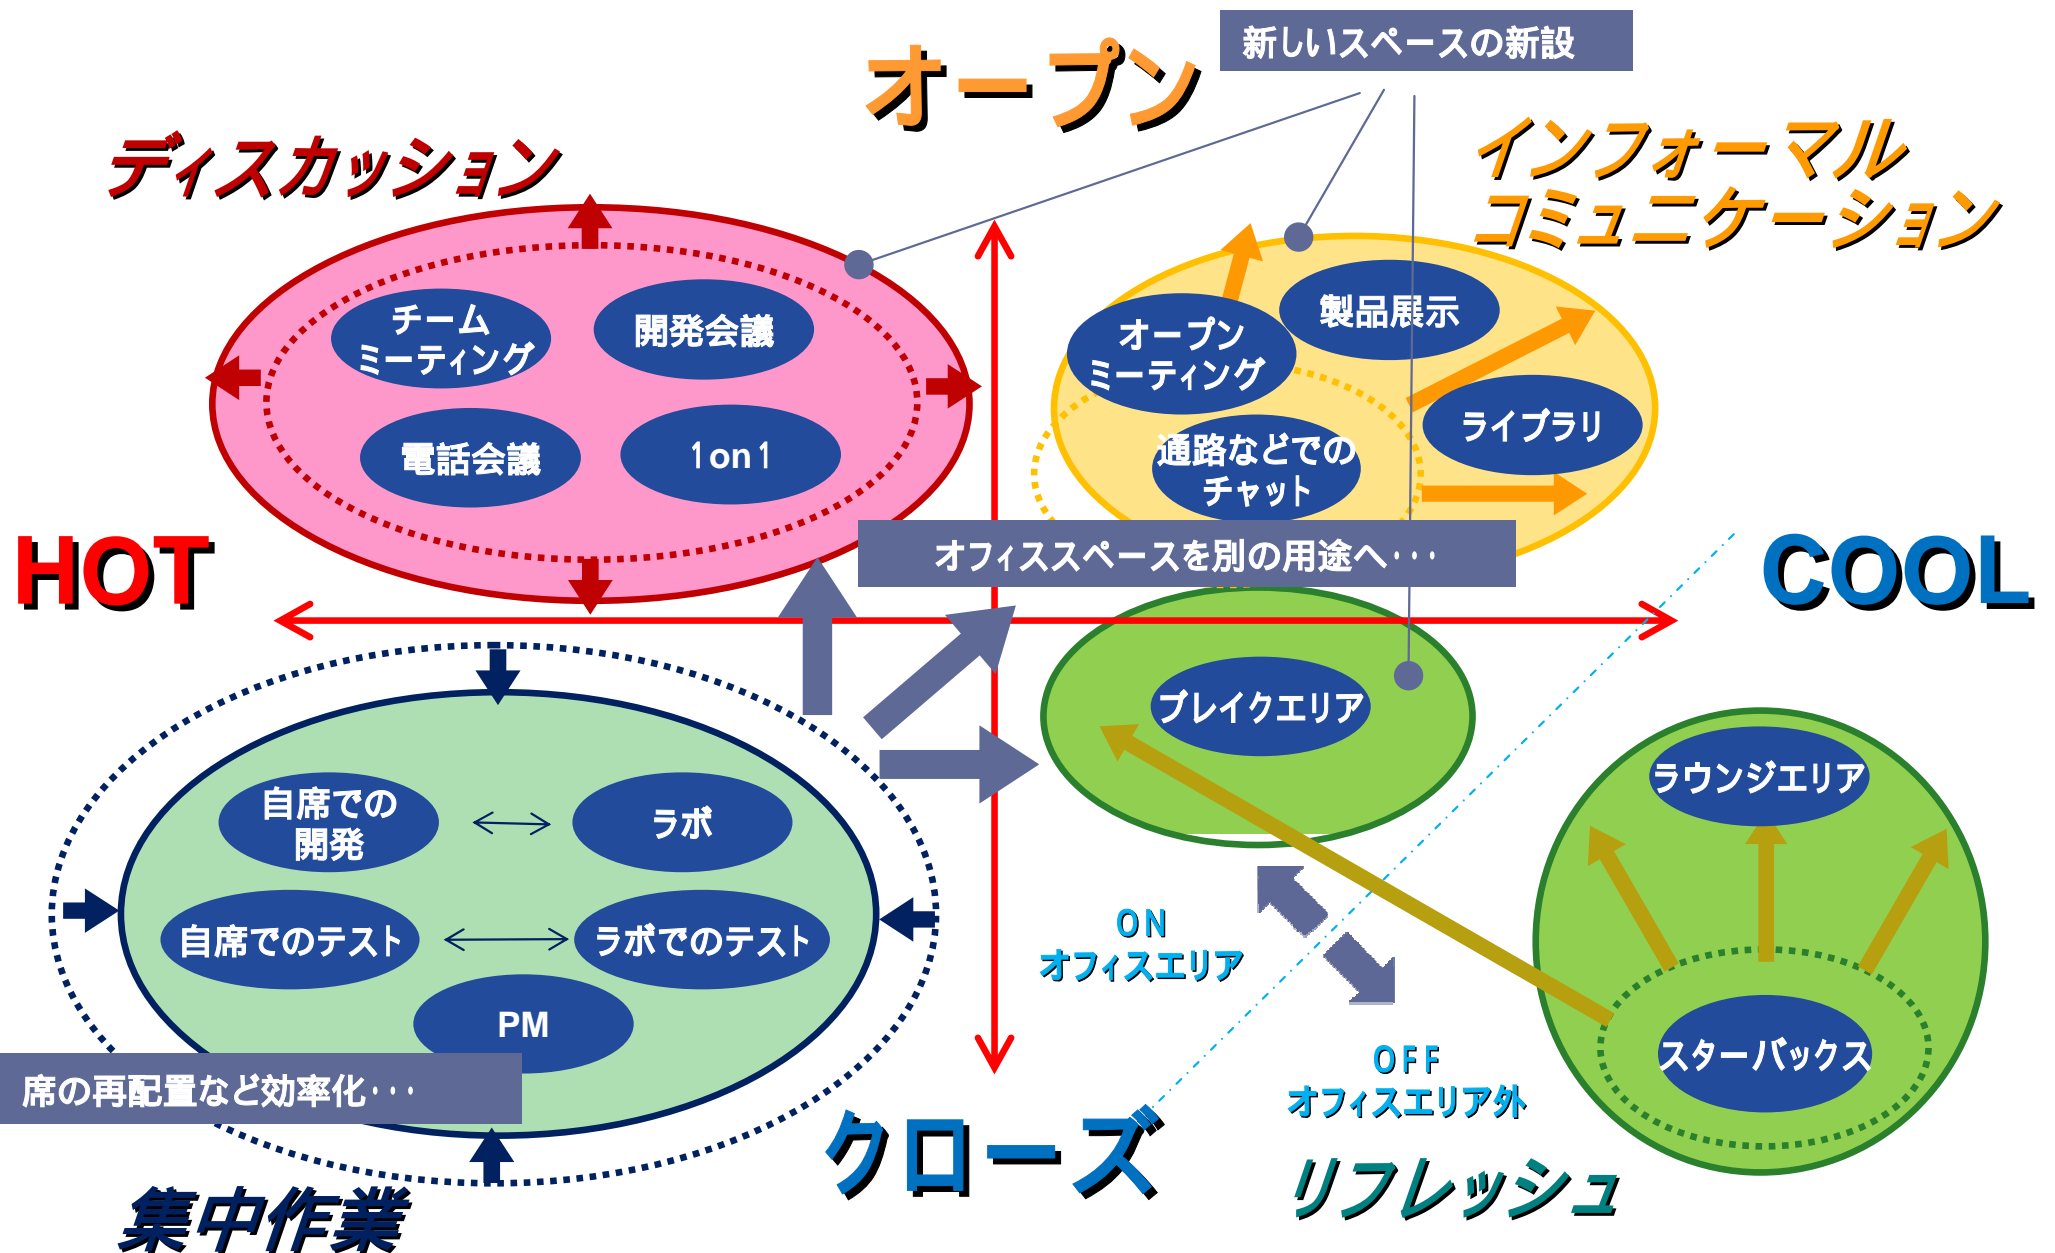 新しいスペースの新設
オープン
ディスカッション
インフォーマル
コミュニケーション
チーム
ミーティング
開発会議
電話会議
1on1
オープン
ミーティング
製品展示
ライブラリ
通路などでの
チャット
HOT
オフィススペースを別の用途へ･･･
COOL
ブレイクエリア
自席での
開発
ラボ
自席でのテスト
ラボでのテスト
PM
席の再配置など効率化･･･
ラウンジエリア
スターバックス
ON
オフィスエリア
OFF
オフィスエリア外
クローズ
リフレッシュ
集中作業